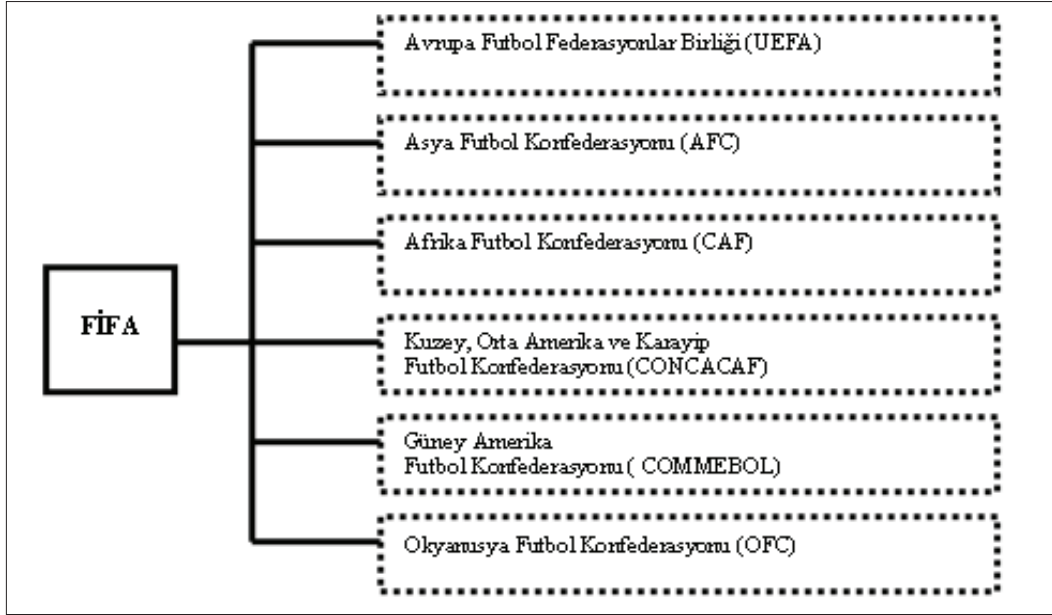 Avrupa Futbol Federasyonlar Birliği (UEFA)
Asya Futbol Konfederasyonu (AFC)
Afrika Futbol Konfederasyonu (CAF)
FİFA
Kuzey, Orta Amerika ve Karayip
Futbol Konfederasyonu (CONCACAF)
Güney Amerika
Futbol Konfederasyonu ( COMMEBOL)
Okyanusya Futbol Konfederasyonu (OFC)